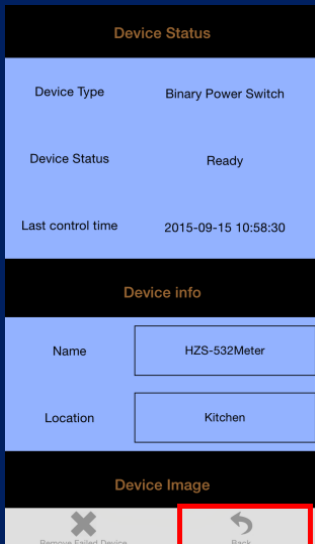 Device Status
Device Type Binary Power Switch
Device Status Ready
Last control time 2015-09-15 10:58:30
Device info
Name HZS-532Meter
Location Kitchen
Device Image
Remove Failed Device Back